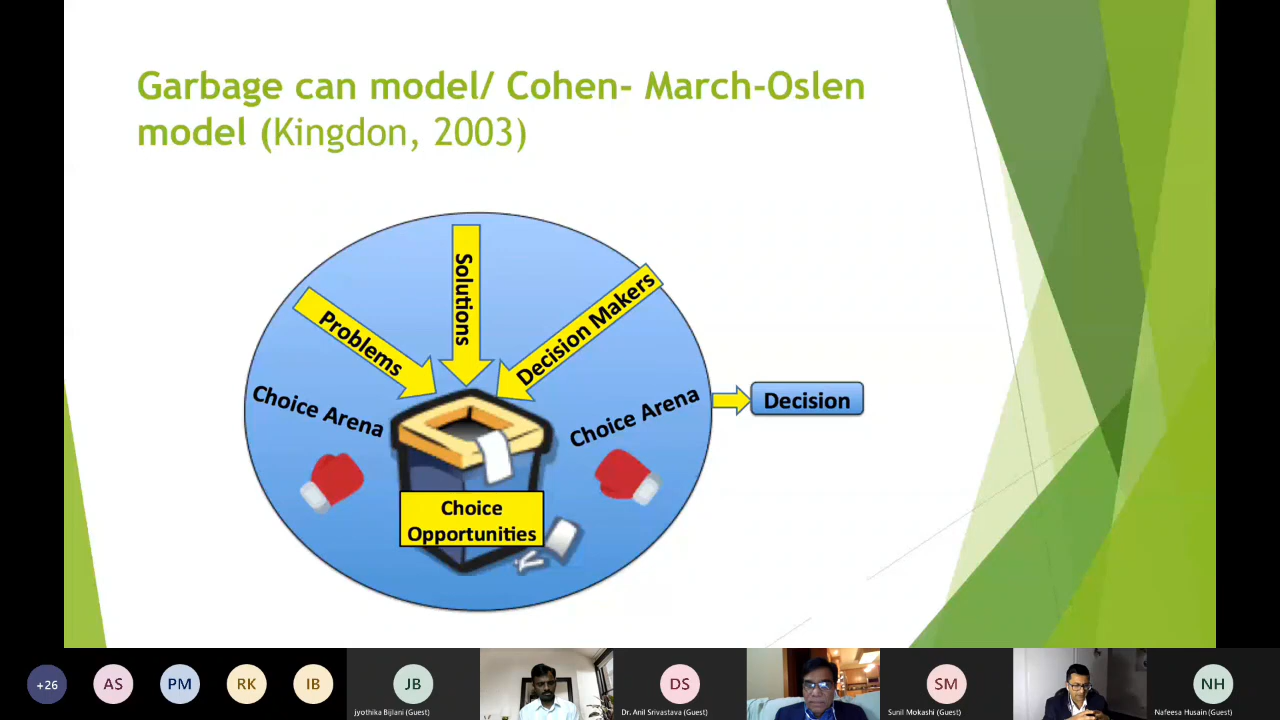 Garbage can model/ Cohen- March-Oslen
model (Kingdon, 2003)
Solutions
Problems
Decision Makers
Choice Arena
Choice Arena
Decision
Choice
Opportunities
+26
AS
PM
RK
IB
JB
jyothika Bijlani (Guest)
DS
Dr. Anil Srivastava (Guest)
SM
Sunil Mokashi (Guest)
NH
Nafeesa Husain (Guest)